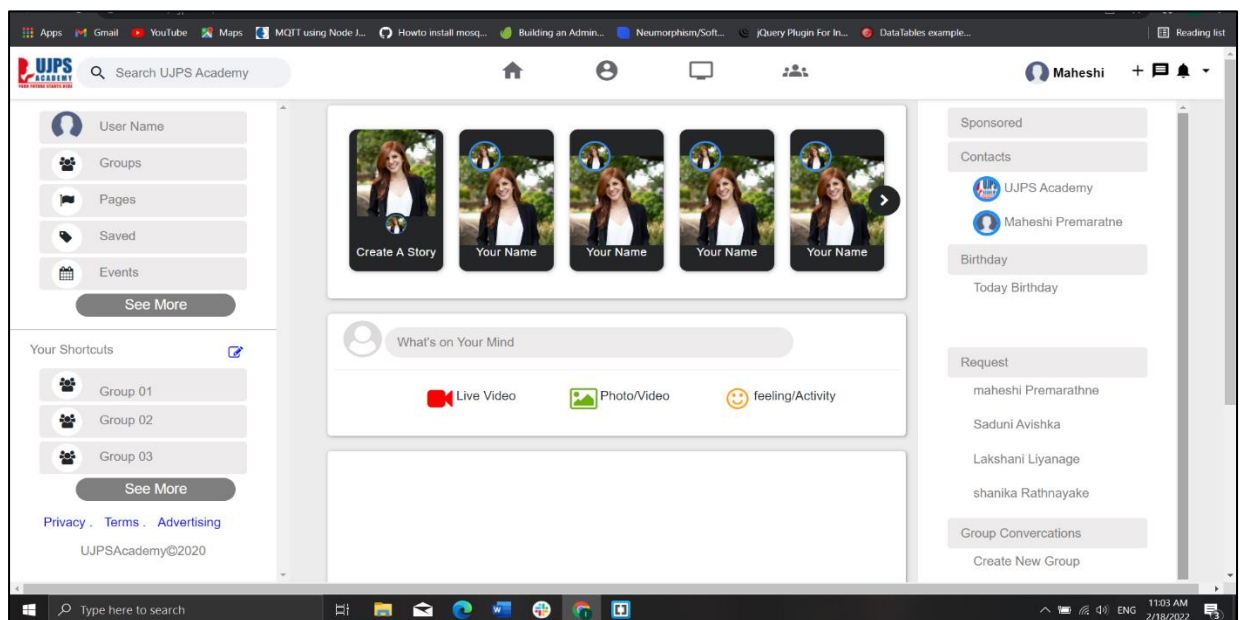 Apps Gmail YouTube Maps MQTT using Node J... Howto install mosq... Building an Admin... Neumorphism/Soft... jQuery Plugin For In... DataTables example... Reading list
UJPS
ACADEMY
YOUR FUTURE STARTS HERE
Search UJPS Academy
Maheshi
User Name
Groups
Pages
Saved
Events
See More
Your Shortcuts
Group 01
Group 02
Group 03
See More
Privacy . Terms . Advertising
UJPSAcademy©2020
Create A Story
Your Name
Your Name
Your Name
Your Name
What's on Your Mind
Live Video
Photo/Video
feeling/Activity
Sponsored
Contacts
UJPS Academy
Maheshi Premaratne
Birthday
Today Birthday
Request
maheshi Premarathne
Saduni Avishka
Lakshani Liyanage
shanika Rathnayake
Group Convercations
Create New Group
Type here to search
ENG
11:03 AM
2/18/2022
3